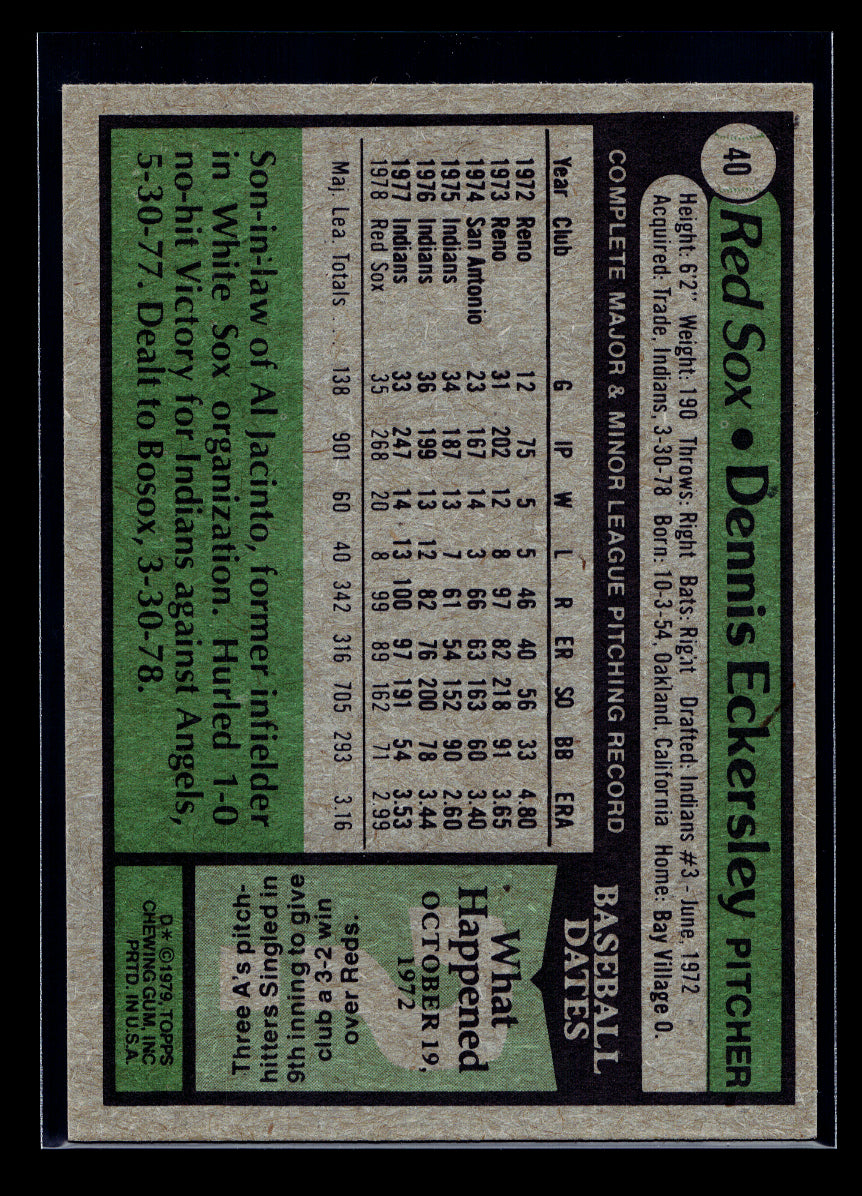 40
Red Sox • Dennis Eckersley PITCHER
Height: 6'2" Weight: 190 Throws: Right Bats: Right Drafted: Indians #3 - June, 1972
Acquired: Trade, Indians, 3-30-78 Born: 10-3-54, Oakland, California Home: Bay Village O.
COMPLETE MAJOR & MINOR LEAGUE PITCHING RECORD
Year Club G IP W L R ER SO BB ERA
1972 Reno 12 75 5 5 46 40 56 33 4.80
1973 Reno 31 202 12 8 97 82 218 91 3.65
1974 San Antonio 23 167 14 3 66 63 163 60 3.40
1975 Indians 34 187 13 7 61 54 152 90 2.60
1976 Indians 36 199 13 12 82 76 200 78 3.44
1977 Indians 33 247 14 13 100 97 191 54 3.53
1978 Red Sox 35 268 20 8 99 89 162 71 2.99
Maj. Lea. Totals ... 138 901 60 40 342 316 705 293 3.16
Son-in-law of Al Jacinto, former infielder
in White Sox organization. Hurled 1-0
no-hit Victory for Indians against Angels,
5-30-77. Dealt to Bosox, 3-30-78.
BASEBALL
DATES
What
Happened
OCTOBER 19,
1972
Three A's pitch-
hitters Singled in
9th inning to give
club a 3-2 win
over Reds.
D* ©1979, TOPPS
CHEWING GUM, INC
PRTD. IN U.S.A.